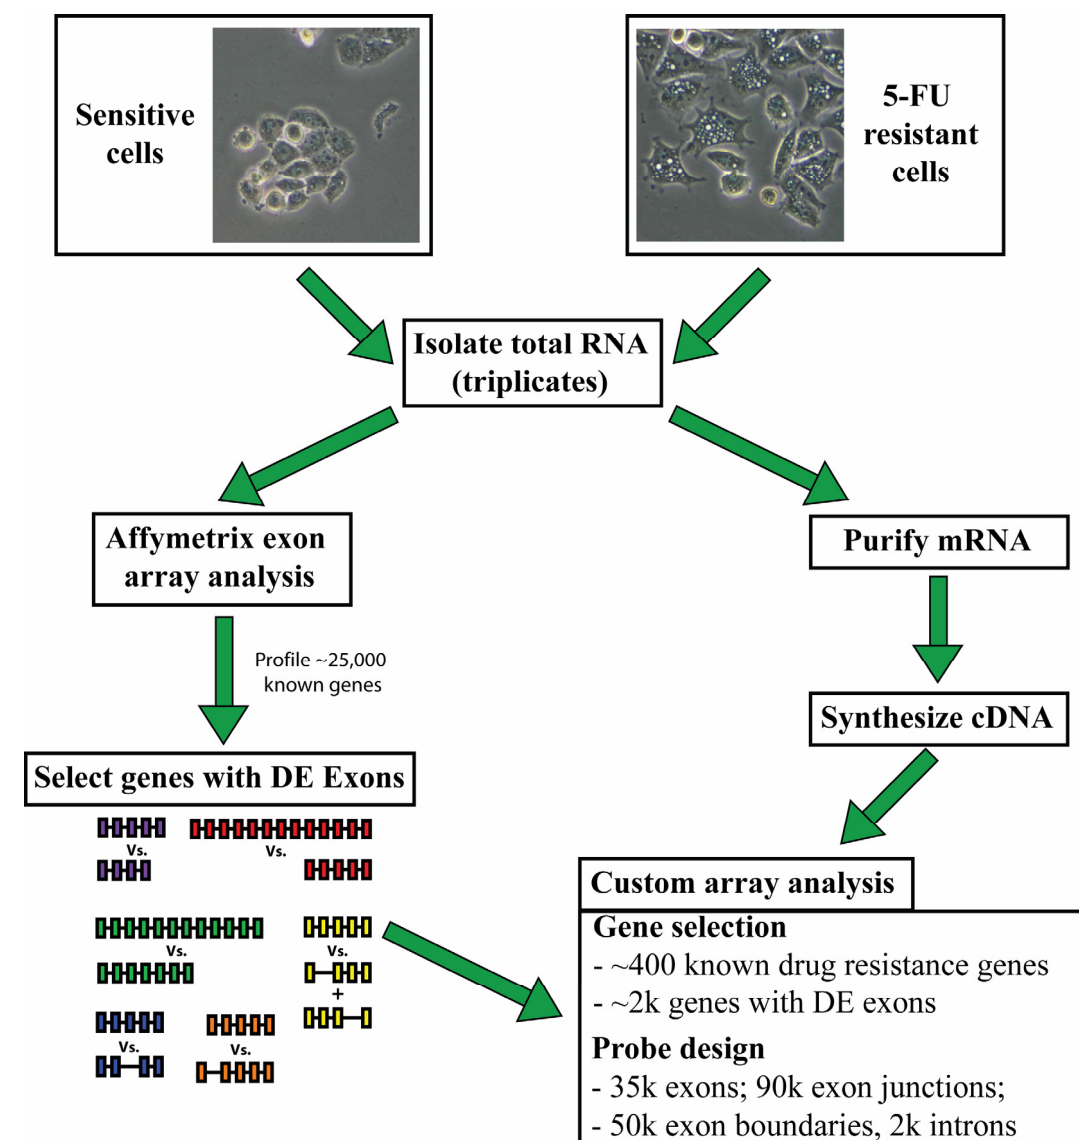 Sensitive
cells
5-FU
resistant
cells
Isolate total RNA
(triplicates)
Affymetrix exon
array analysis
Purify mRNA
Profile ~25,000
known genes
Synthesize cDNA
Select genes with DE Exons
Vs.
Vs.
Vs.
Vs.
+
Vs.
Vs.
Custom array analysis
Gene selection
- ~400 known drug resistance genes
- ~2k genes with DE exons
Probe design
- 35k exons; 90k exon junctions;
- 50k exon boundaries, 2k introns